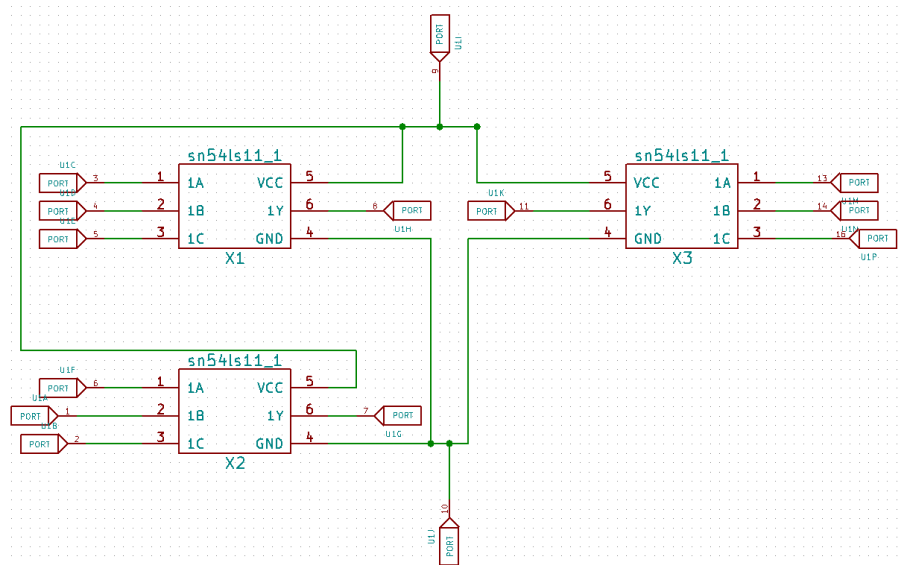 PORT
U1I
9
sn54ls11_1
sn54ls11_1
U1C
PORT 3 1 1A VCC 5
PORT 4 2 1B 1Y 6 8 PORT
U1E
PORT 5 3 1C GND 4
U1H
X1
U1K
5 VCC 1A 1 13 PORT
U1M
PORT 11 6 1Y 1B 2 14 PORT
U1N
4 GND 1C 3 PORT
U1P
X3
sn54ls11_1
U1F
PORT 6 1 1A VCC 5
U1A
PORT 1 2 1B 1Y 6 7 PORT
U1B
PORT 2 3 1C GND 4
U1G
X2
10
U1J
PORT